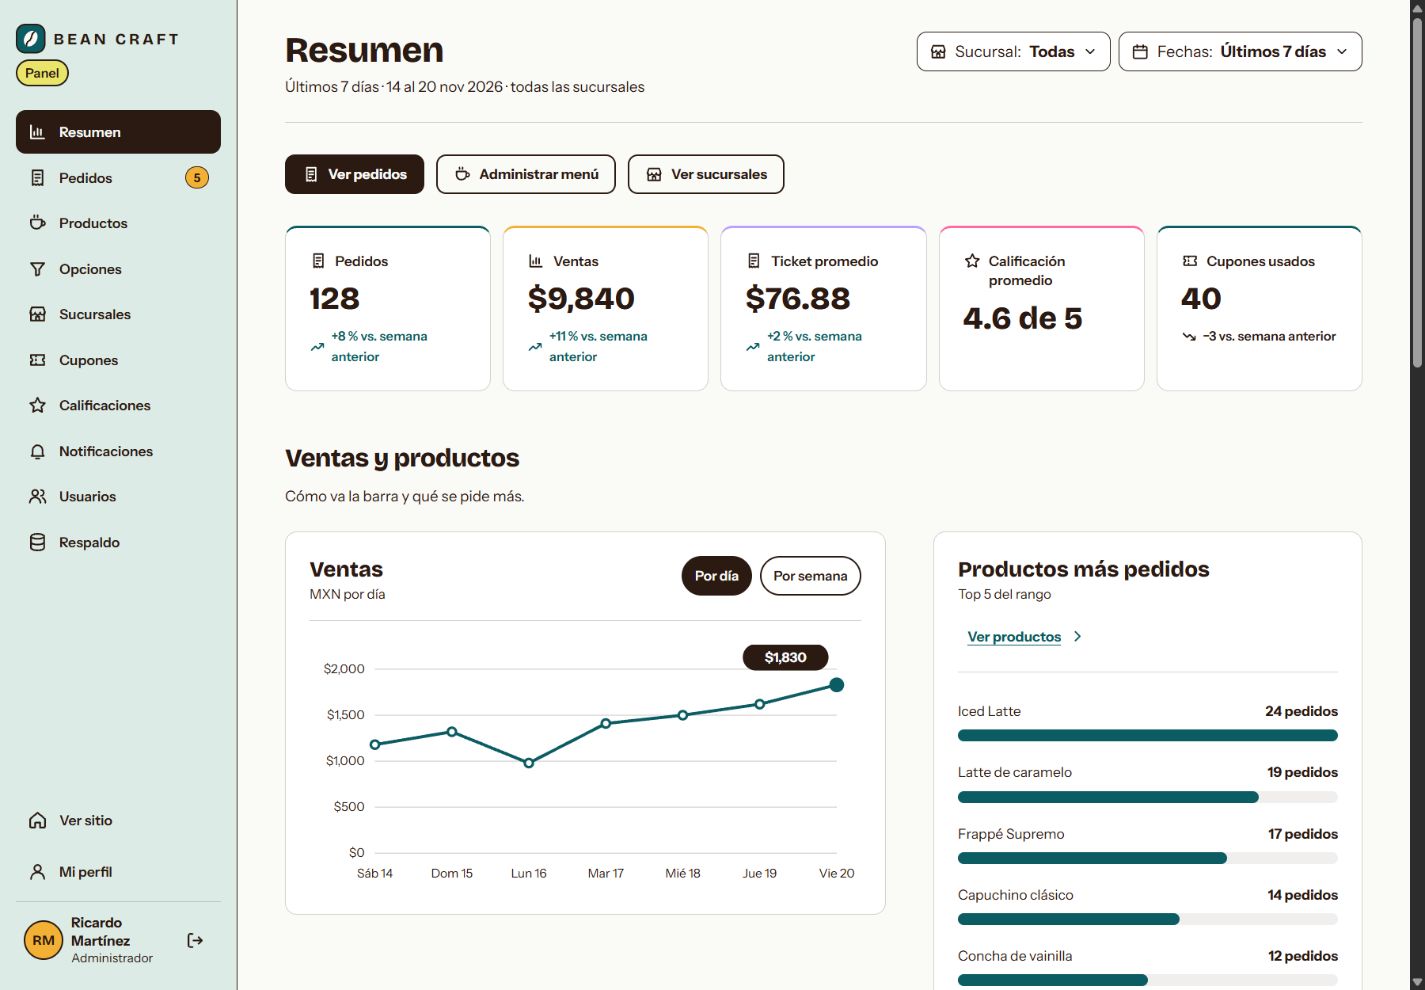 BEAN CRAFT
Panel
Resumen
Pedidos
5
Productos
Opciones
Sucursales
Cupones
Calificaciones
Notificaciones
Usuarios
Respaldo
Ver sitio
Mi perfil
RM
Ricardo
Martínez
Administrador
Resumen
Últimos 7 días · 14 al 20 nov 2026 · todas las sucursales
Sucursal: Todas
Fechas: Últimos 7 días
Ver pedidos
Administrar menú
Ver sucursales
Pedidos
128
+8 % vs. semana
anterior
Ventas
$9,840
+11 % vs. semana
anterior
Ticket promedio
$76.88
+2 % vs. semana
anterior
Calificación
promedio
4.6 de 5
Cupones usados
40
−3 vs. semana anterior
Ventas y productos
Cómo va la barra y qué se pide más.
Ventas
MXN por día
Por día
Por semana
$1,830
$2,000
$1,500
$1,000
$500
$0
Sáb 14
Dom 15
Lun 16
Mar 17
Mié 18
Jue 19
Vie 20
Productos más pedidos
Top 5 del rango
Ver productos
Iced Latte
24 pedidos
Latte de caramelo
19 pedidos
Frappé Supremo
17 pedidos
Capuchino clásico
14 pedidos
Concha de vainilla
12 pedidos